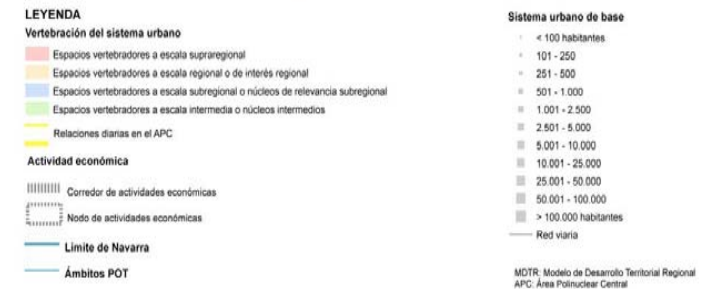 LEYENDA
Vertebración del sistema urbano
Espacios vertebradores a escala supraregional
Espacios vertebradores a escala regional o de interés regional
Espacios vertebradores a escala subregional o núcleos de relevancia subregional
Espacios vertebradores a escala intermedia o núcleos intermedios
Relaciones diarias en el APC
Actividad económica
Corredor de actividades económicas
Nodo de actividades económicas
Limite de Navarra
Ámbitos POT
Sistema urbano de base
< 100 habitantes
101 - 250
251 - 500
501 - 1.000
1.001 - 2.500
2.501 - 5.000
5.001 - 10.000
10.001 - 25.000
25.001 - 50.000
50.001 - 100.000
> 100.000 habitantes
Red viaria
MDTR: Modelo de Desarrollo Territorial Regional
APC: Área Polinuclear Central